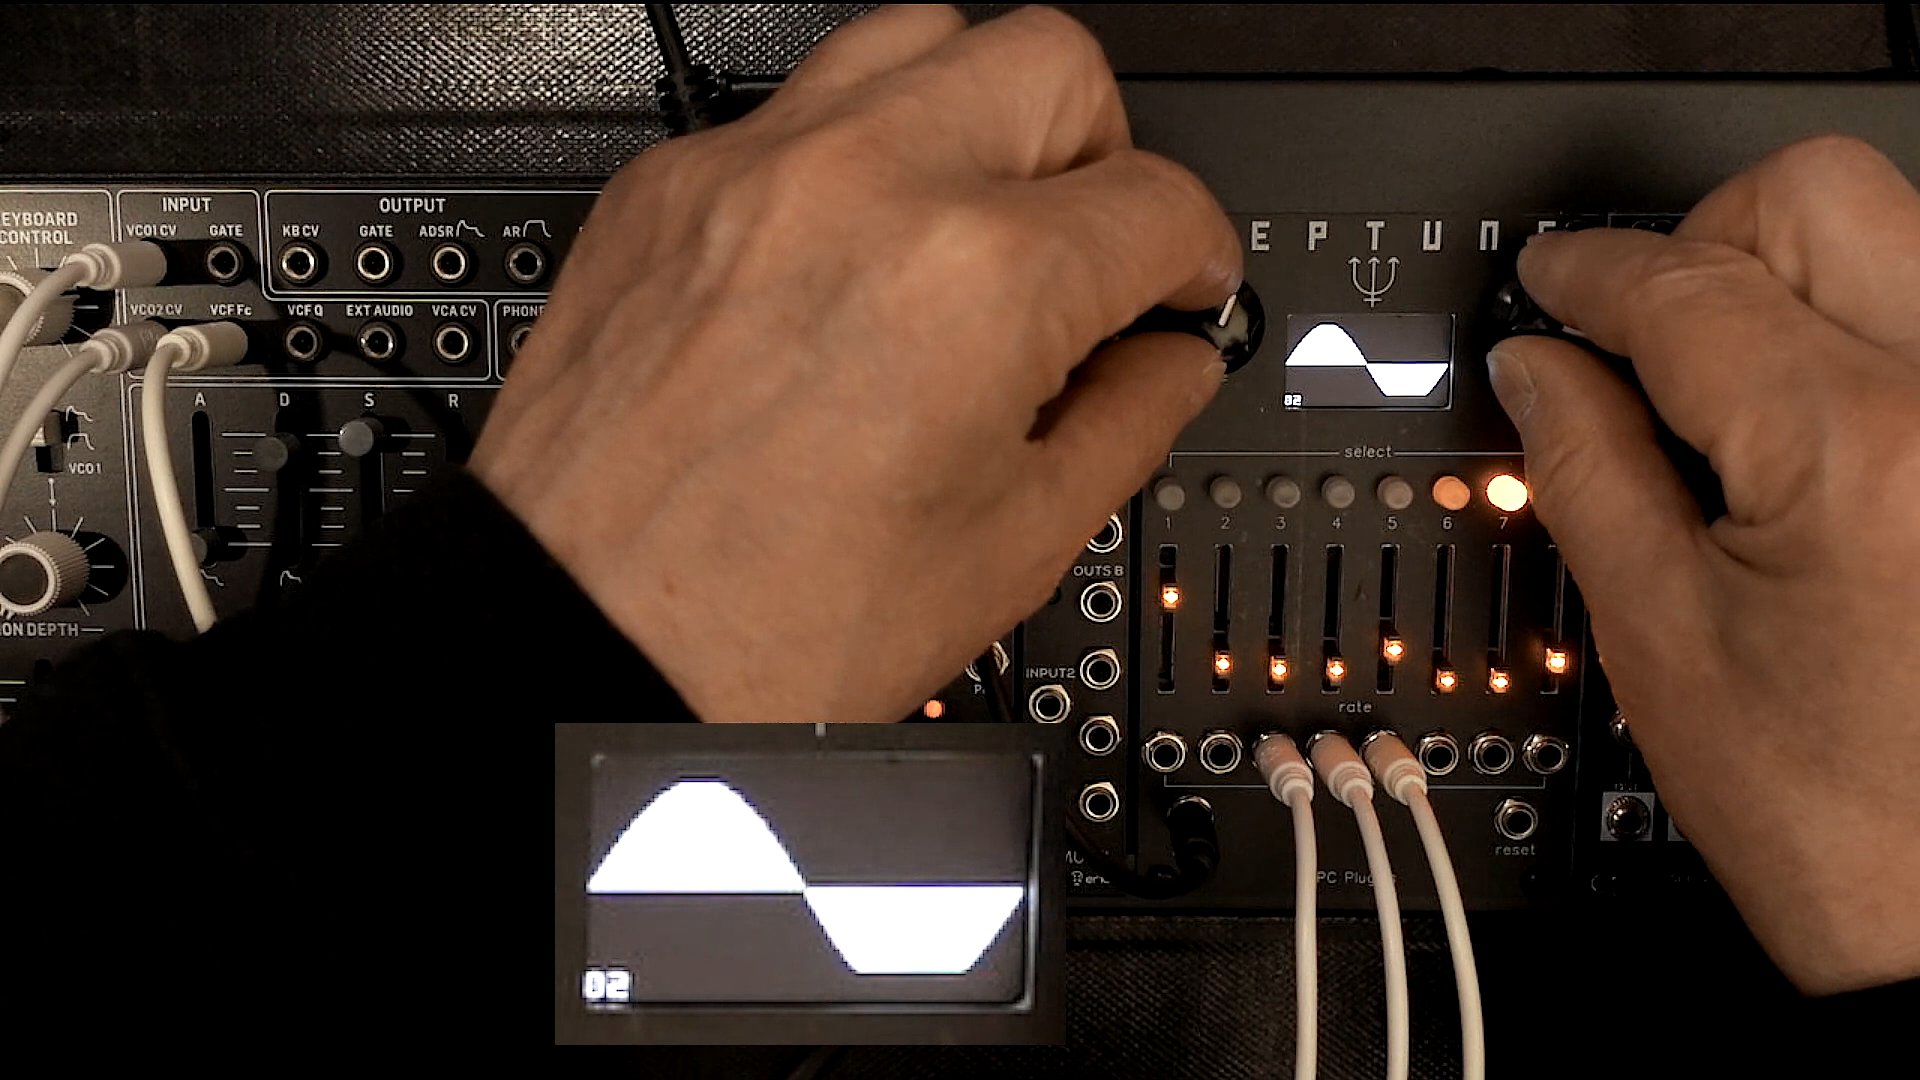 EYBOARD
CONTROL
INPUT
VCO1 CV GATE
VCO2 CV VCF Fc
OUTPUT
KB CV GATE ADSR AR
VCF Q EXT AUDIO VCA CV PHONE
A D S R
VCO1
ON DEPTH
EPTUN
02
select
1 2 3 4 5 6 7
OUTS B
INPUT2
rate
reset
PC Plug
02